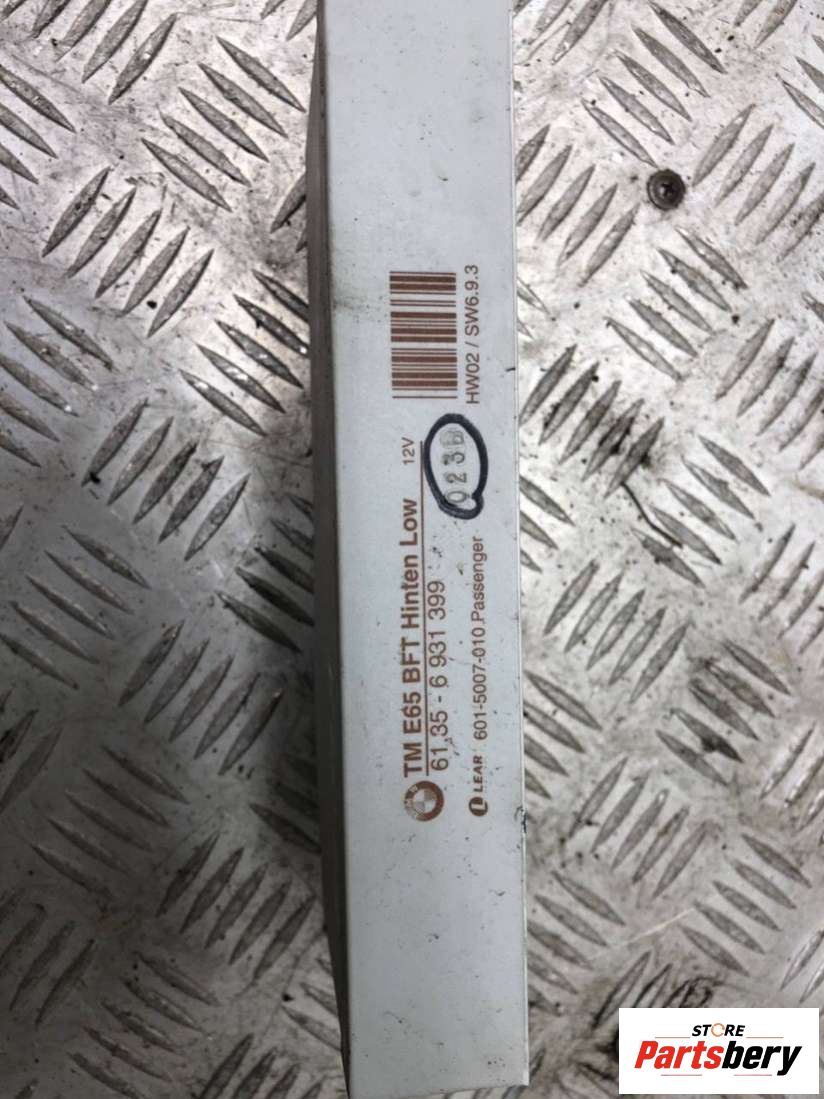 TM E65 BFT Hinten Low 12V
61.35 - 6 931 399
LEAR 601-5007-010.Passenger
023B
HW02 / SW6.9.3
STORE
Partsbery